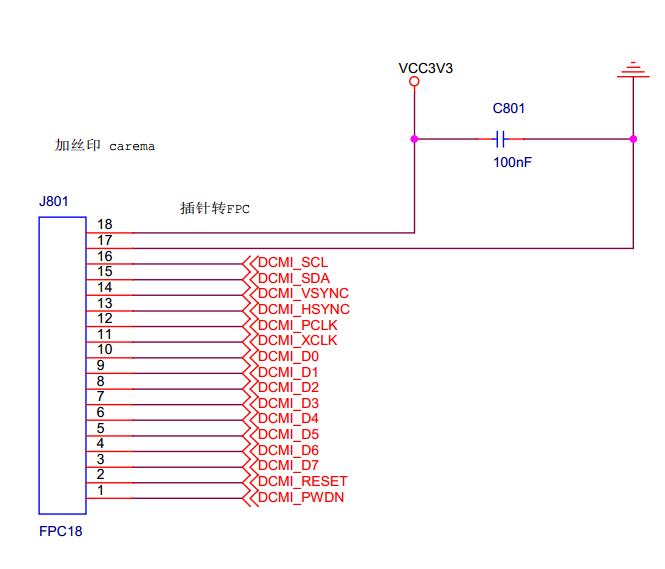 VCC3V3
C801
100nF
加丝印 carema
J801
插针转FPC
18
17
16 DCMI_SCL
15 DCMI_SDA
14 DCMI_VSYNC
13 DCMI_HSYNC
12 DCMI_PCLK
11 DCMI_XCLK
10 DCMI_D0
9 DCMI_D1
8 DCMI_D2
7 DCMI_D3
6 DCMI_D4
5 DCMI_D5
4 DCMI_D6
3 DCMI_D7
2 DCMI_RESET
1 DCMI_PWDN
FPC18